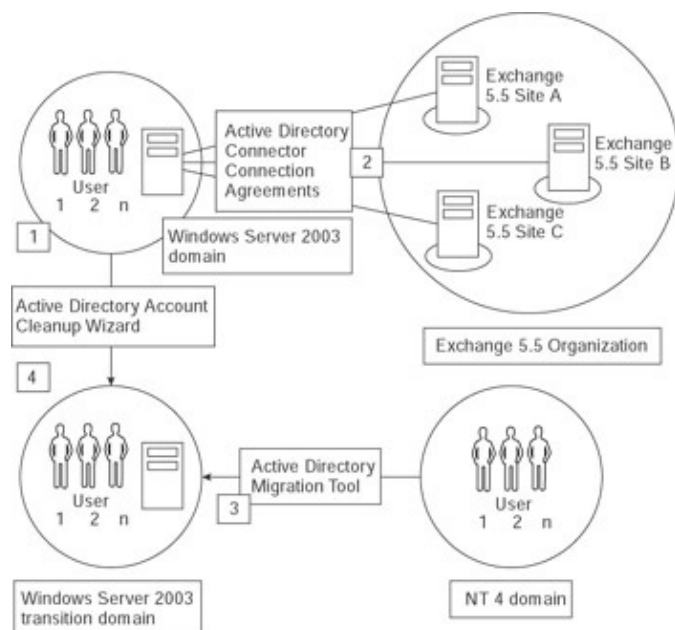 User
1 2 n
1
Active Directory
Connector
Connection
Agreements
2
Windows Server 2003
domain
Exchange
5.5 Site A
Exchange
5.5 Site B
Exchange
5.5 Site C
Exchange 5.5 Organization
Active Directory Account
Cleanup Wizard
4
User
1 2 n
Windows Server 2003
transition domain
Active Directory
Migration Tool
3
User
1 2 n
NT 4 domain